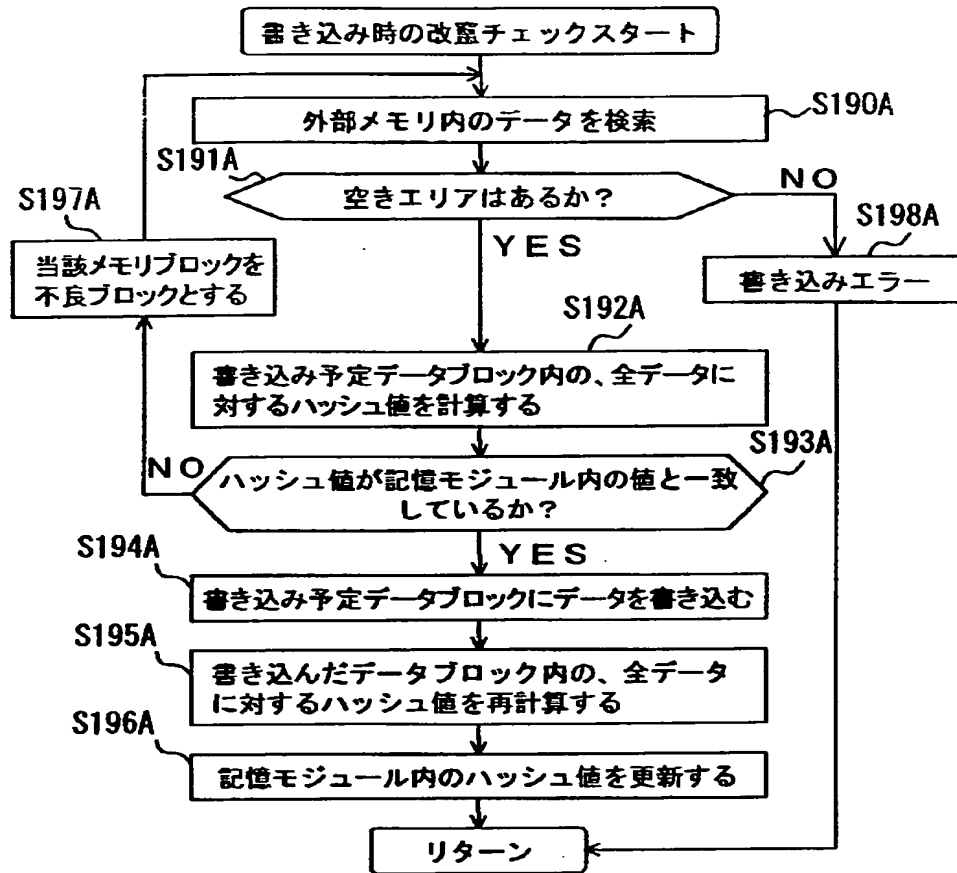 書き込み時の改竄チェックスタート
外部メモリ内のデータを検索
S190A
S191A
空きエリアはあるか？
NO
YES
S197A
当該メモリブロックを
不良ブロックとする
S198A
書き込みエラー
S192A
書き込み予定データブロック内の、全データに
対するハッシュ値を計算する
S193A
ハッシュ値が記憶モジュール内の値と一致
しているか？
NO
YES
S194A
書き込み予定データブロックにデータを書き込む
S195A
書き込んだデータブロック内の、全データ
に対するハッシュ値を再計算する
S196A
記憶モジュール内のハッシュ値を更新する
リターン